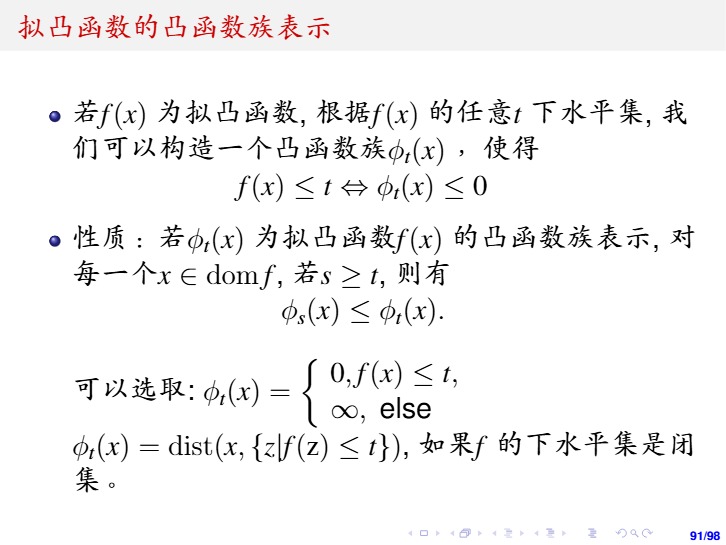 拟凸函数的凸函数族表示
若f(x) 为拟凸函数, 根据f(x) 的任意t 下水平集, 我
们可以构造一个凸函数族ϕt(x) ，使得
f(x) ≤ t ⇔ ϕt(x) ≤ 0
性质：若ϕt(x) 为拟凸函数f(x) 的凸函数族表示, 对
每一个x ∈ dom f, 若s ≥ t, 则有
ϕs(x) ≤ ϕt(x).
可以选取: ϕt(x) = { 0, f(x) ≤ t,
∞, else
ϕt(x) = dist(x, {z|f(z) ≤ t}), 如果f 的下水平集是闭
集。
91/98